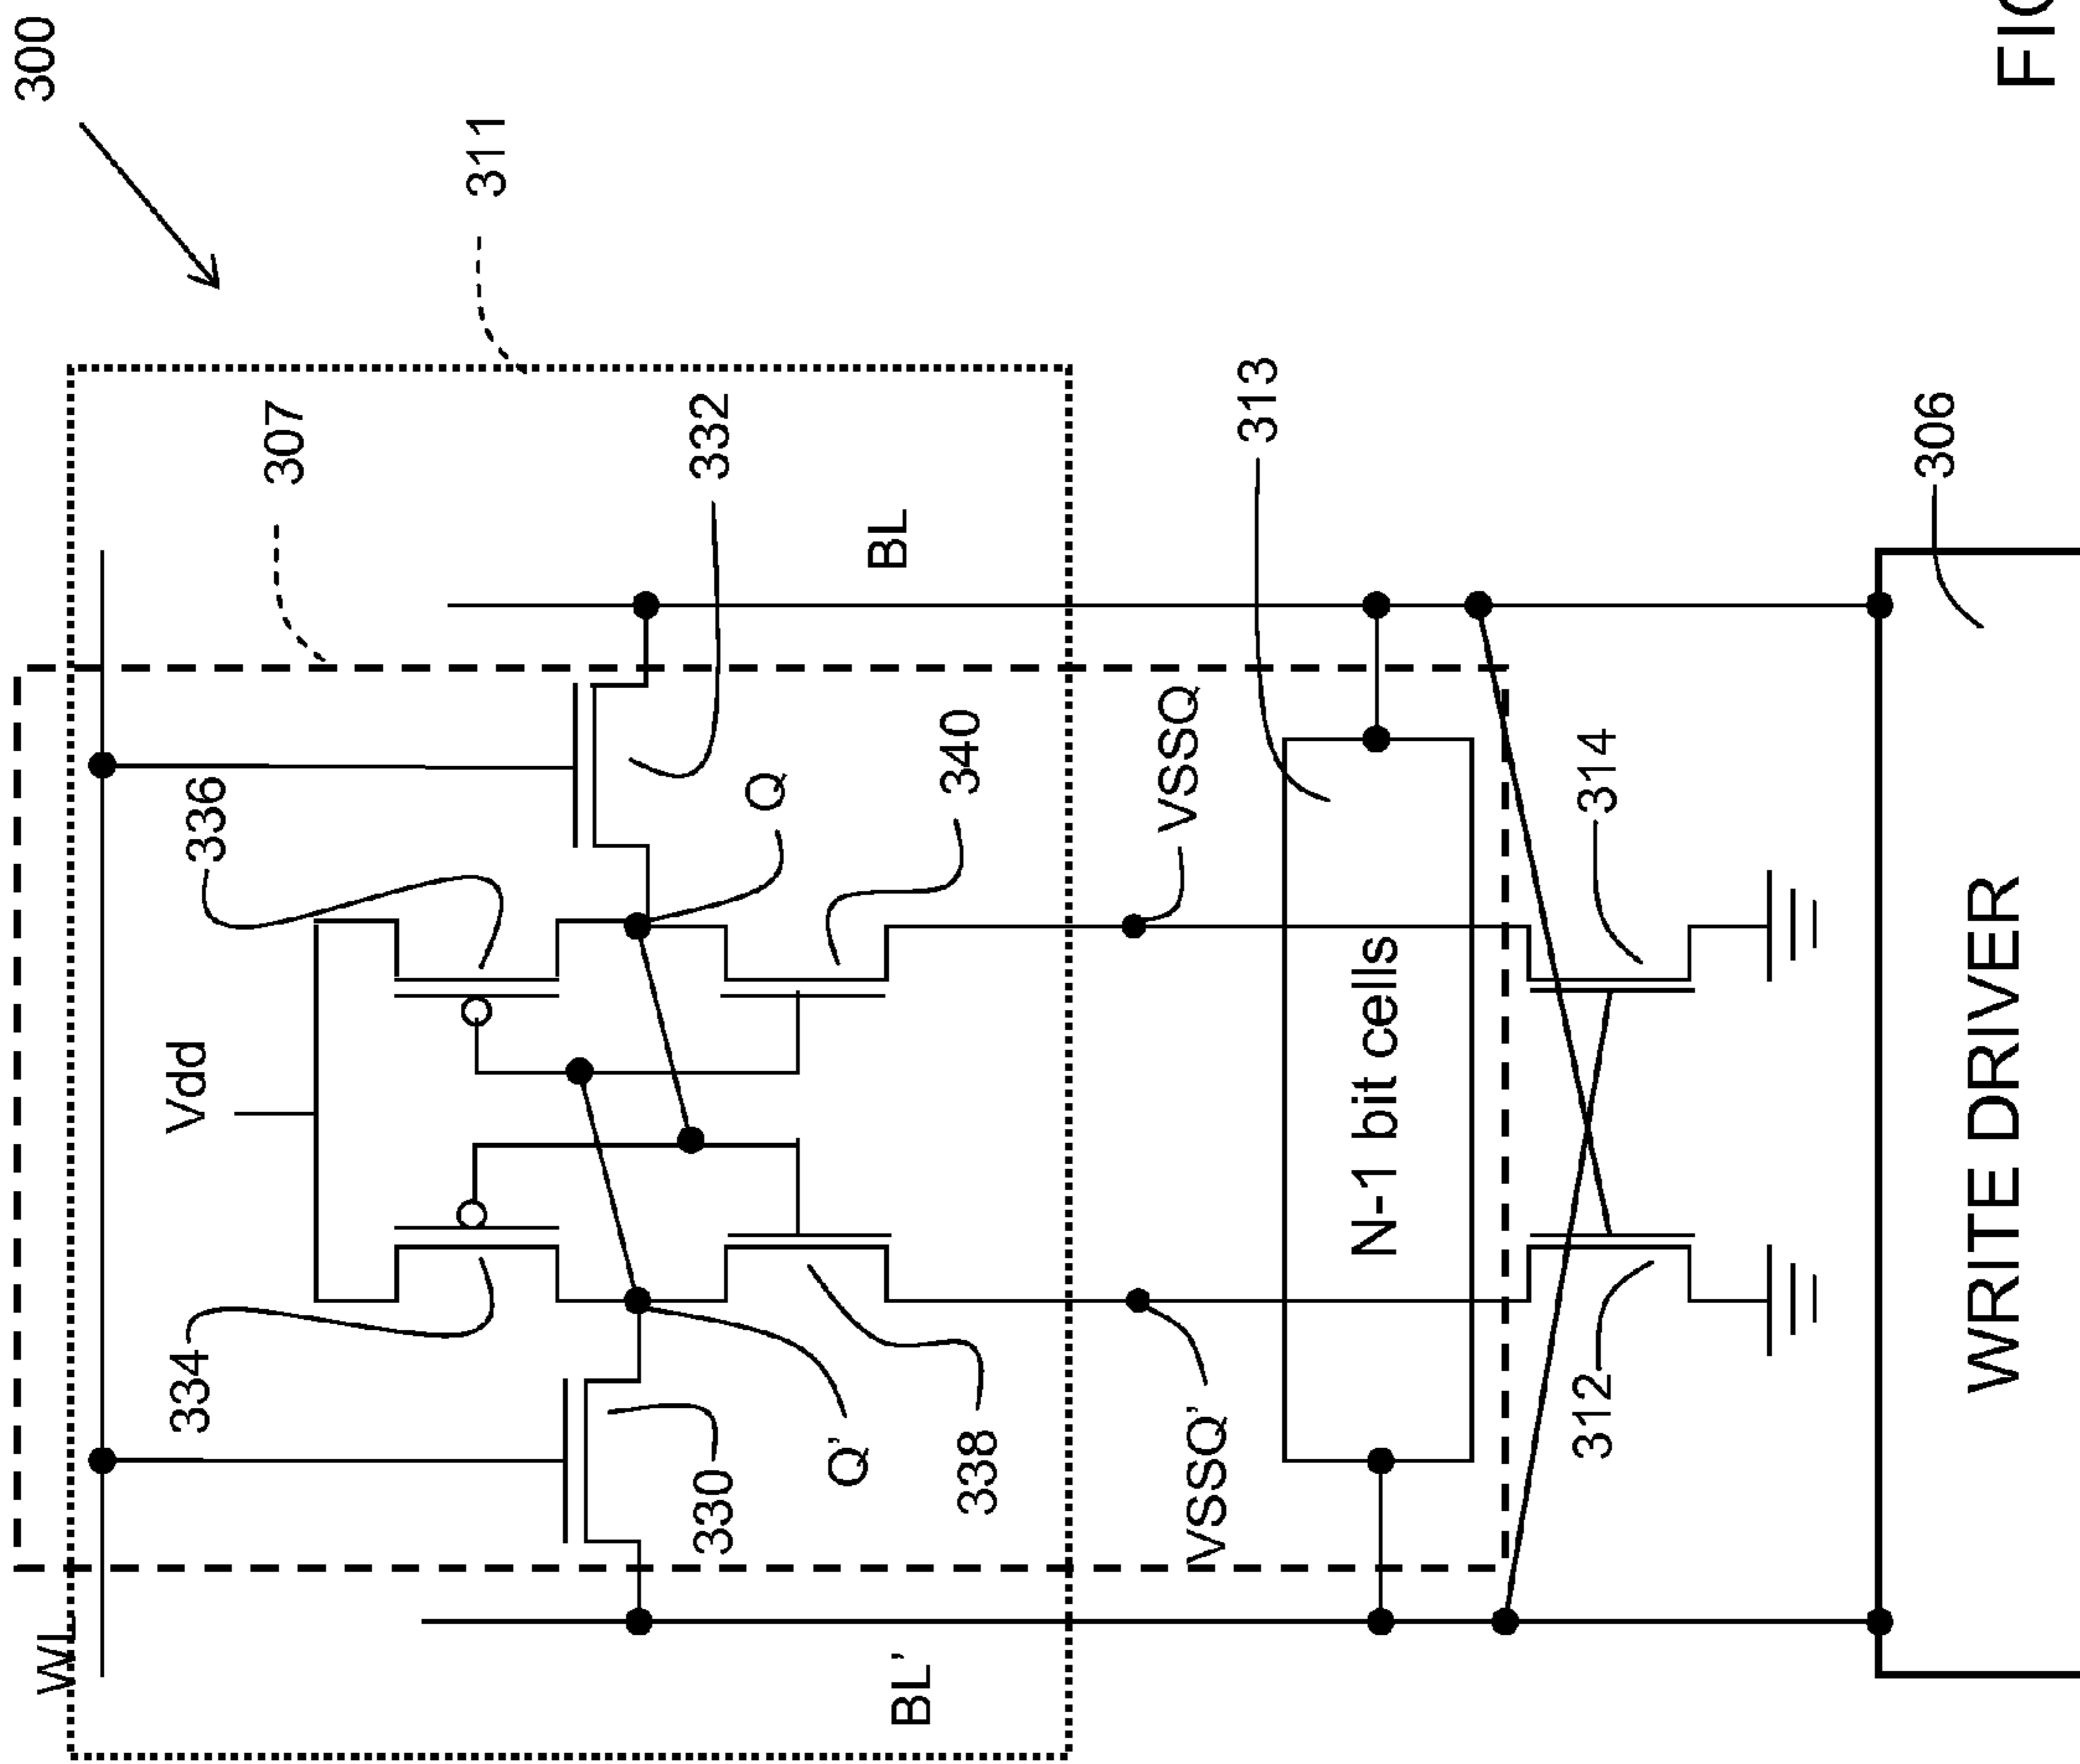 300
311
307
332
336
Q
340
BL
Vdd
334
330
Q’
338
WL
BL’
VSSQ
VSSQ’
313
N-1 bit cells
314
312
306
WRITE DRIVER
FIG